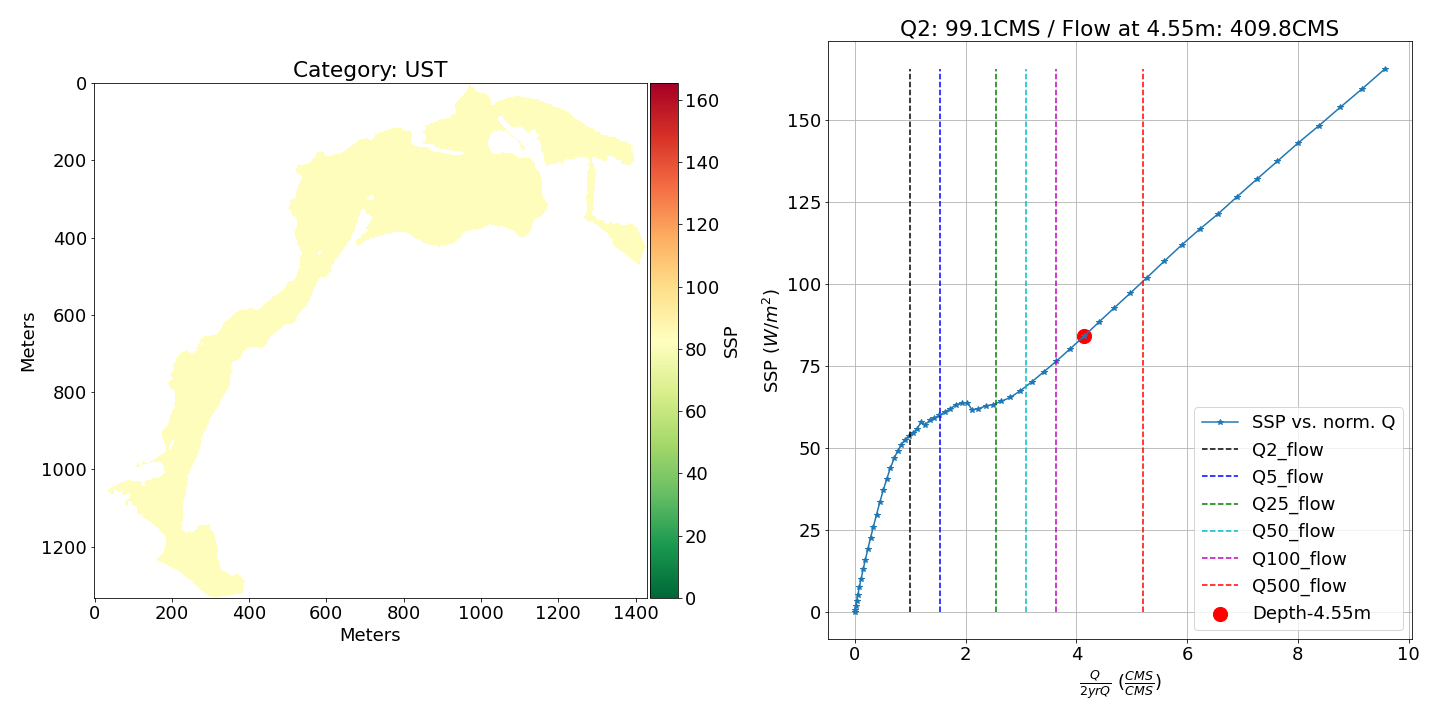 Category: UST
0
200
400
600
800
1000
1200
Meters
0 200 400 600 800 1000 1200 1400
Meters
160
140
120
100
80
60
40
20
0
SSP
Q2: 99.1CMS / Flow at 4.55m: 409.8CMS
150
125
100
75
50
25
0
SSP (W/m²)
SSP vs. norm. Q
Q2_flow
Q5_flow
Q25_flow
Q50_flow
Q100_flow
Q500_flow
Depth-4.55m
0 2 4 6 8 10
Q/2yrQ (CMS/CMS)